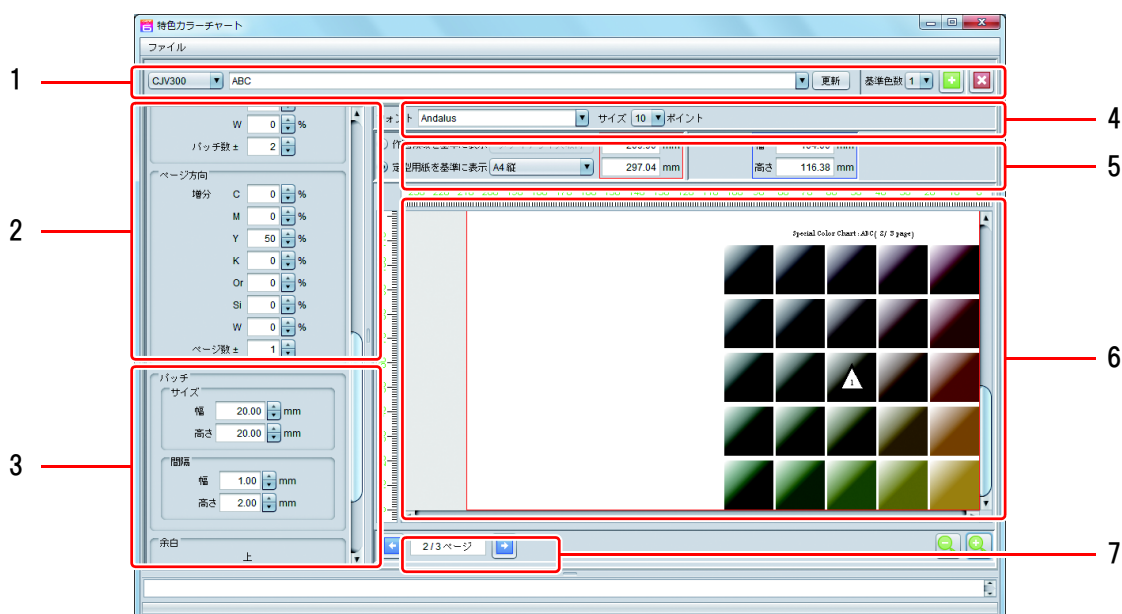 特色カラーチャート
ファイル
1
CJV300 ABC 更新 基準色数 1
4
フォント Andalus サイズ 10 ポイント
W 0 %
パッチ数± 2
5
定型用紙を基準に表示 A4 縦 297.04 mm 高さ 116.38 mm
2
ページ方向
増分 C 0 %
M 0 %
Y 50 %
K 0 %
Or 0 %
Si 0 %
W 0 %
ページ数± 1
6
Special Color Chart : ABC( 2/ 3 page)
1
3
パッチ
サイズ
幅 20.00 mm
高さ 20.00 mm
間隔
幅 1.00 mm
高さ 2.00 mm
余白
上
7
2/3ページ